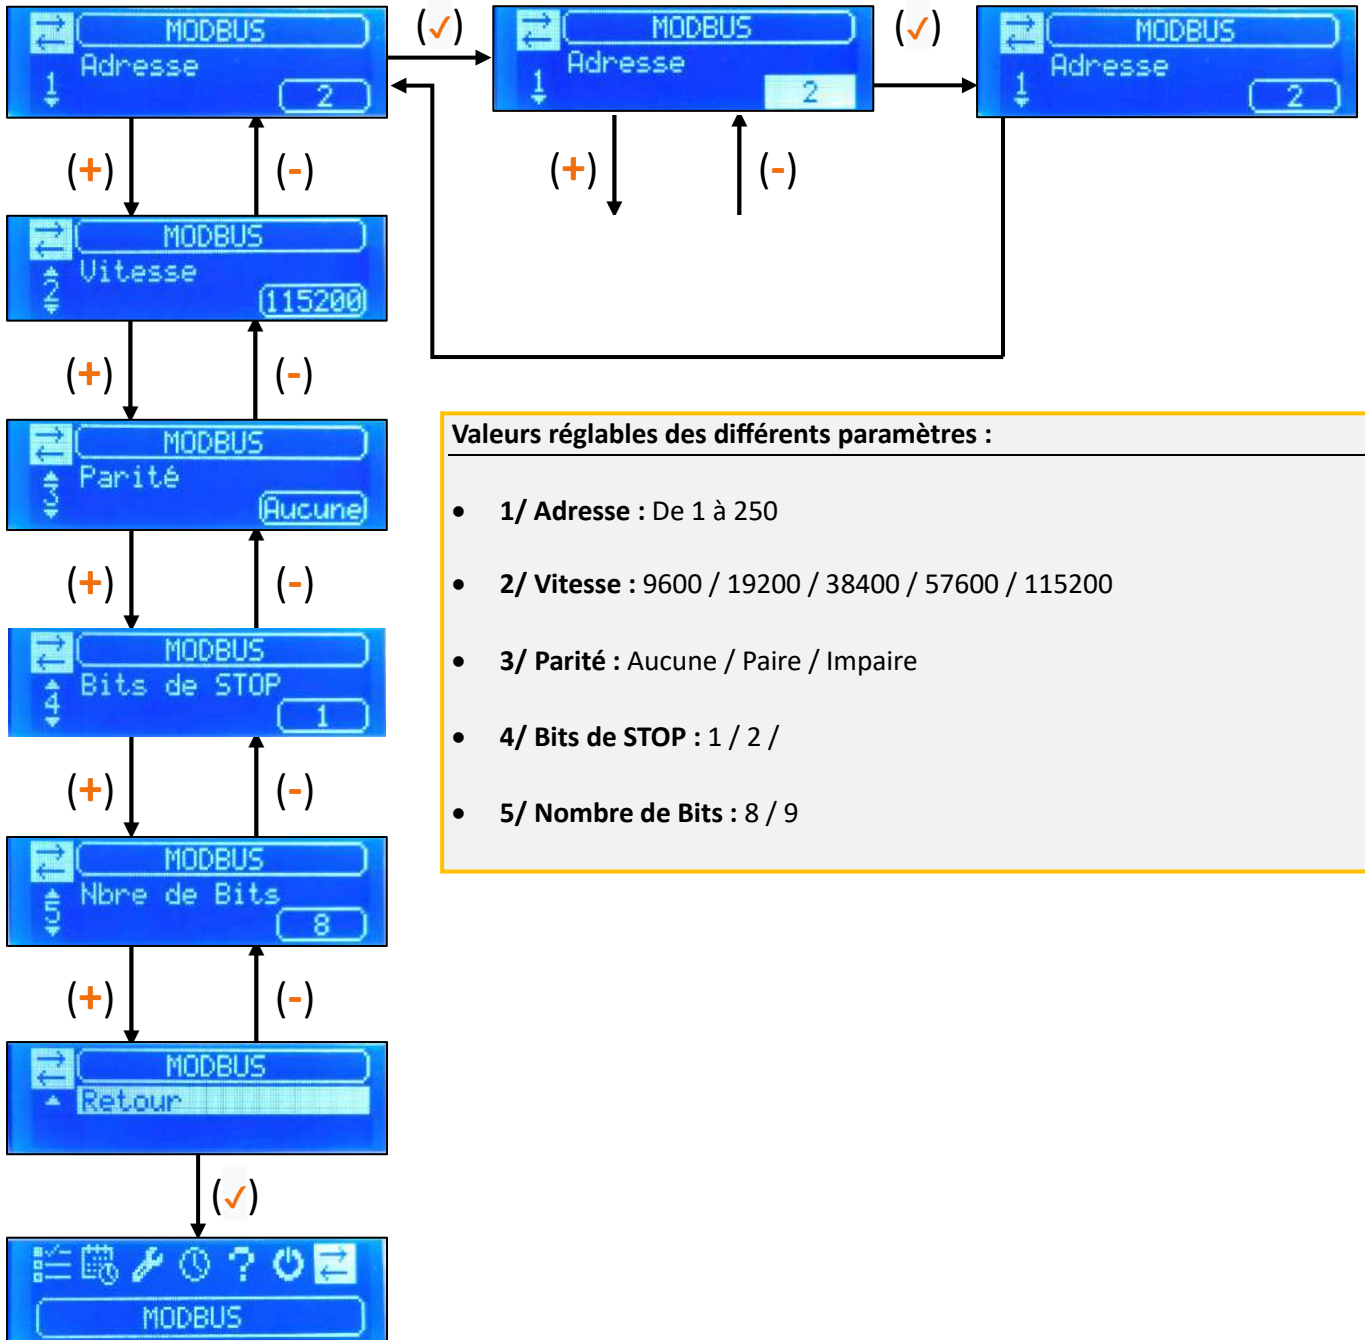 MODBUS
Adresse
1
2
(✓)
MODBUS
Adresse
1
2
(✓)
MODBUS
Adresse
1
2
(+)
(-)
(+)
(-)
MODBUS
Vitesse
2
115200
(+)
(-)
MODBUS
Parité
3
Aucune
(+)
(-)
MODBUS
Bits de STOP
4
1
(+)
(-)
MODBUS
Nbre de Bits
5
8
(+)
(-)
MODBUS
Retour
(✓)
?
MODBUS
Valeurs réglables des différents paramètres :
• 1/ Adresse : De 1 à 250
• 2/ Vitesse : 9600 / 19200 / 38400 / 57600 / 115200
• 3/ Parité : Aucune / Paire / Impaire
• 4/ Bits de STOP : 1 / 2 /
• 5/ Nombre de Bits : 8 / 9